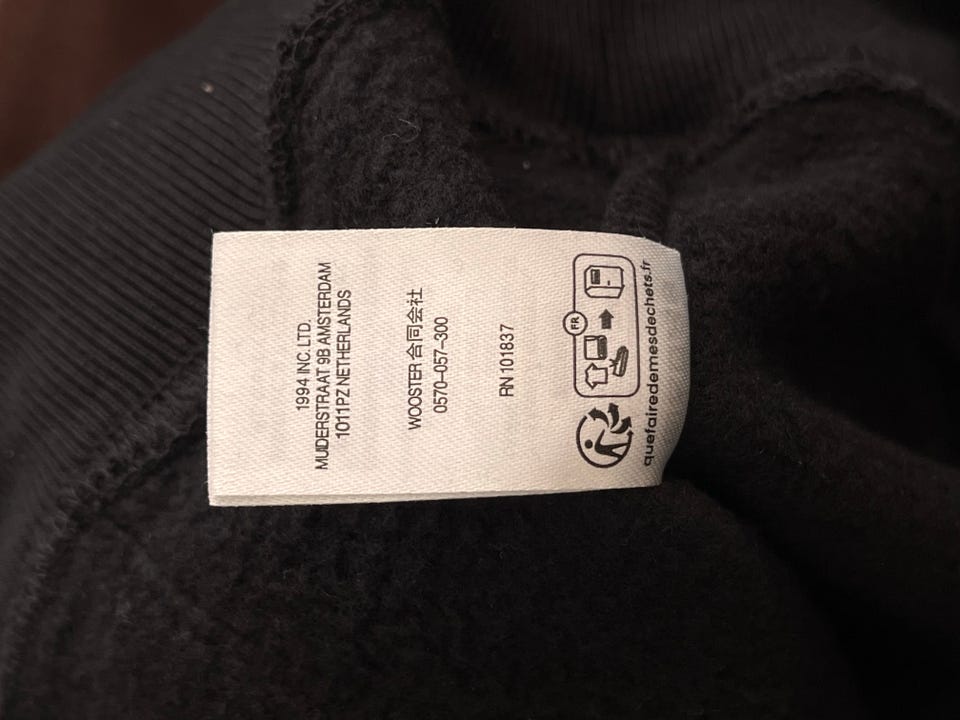 1994 INC. LTD.
MUIDERSTRAAT 9B AMSTERDAM
1011PZ NETHERLANDS
WOOSTER 合同会社
0570-057-300
RN 101837
FR
quefairedemesdechets.fr